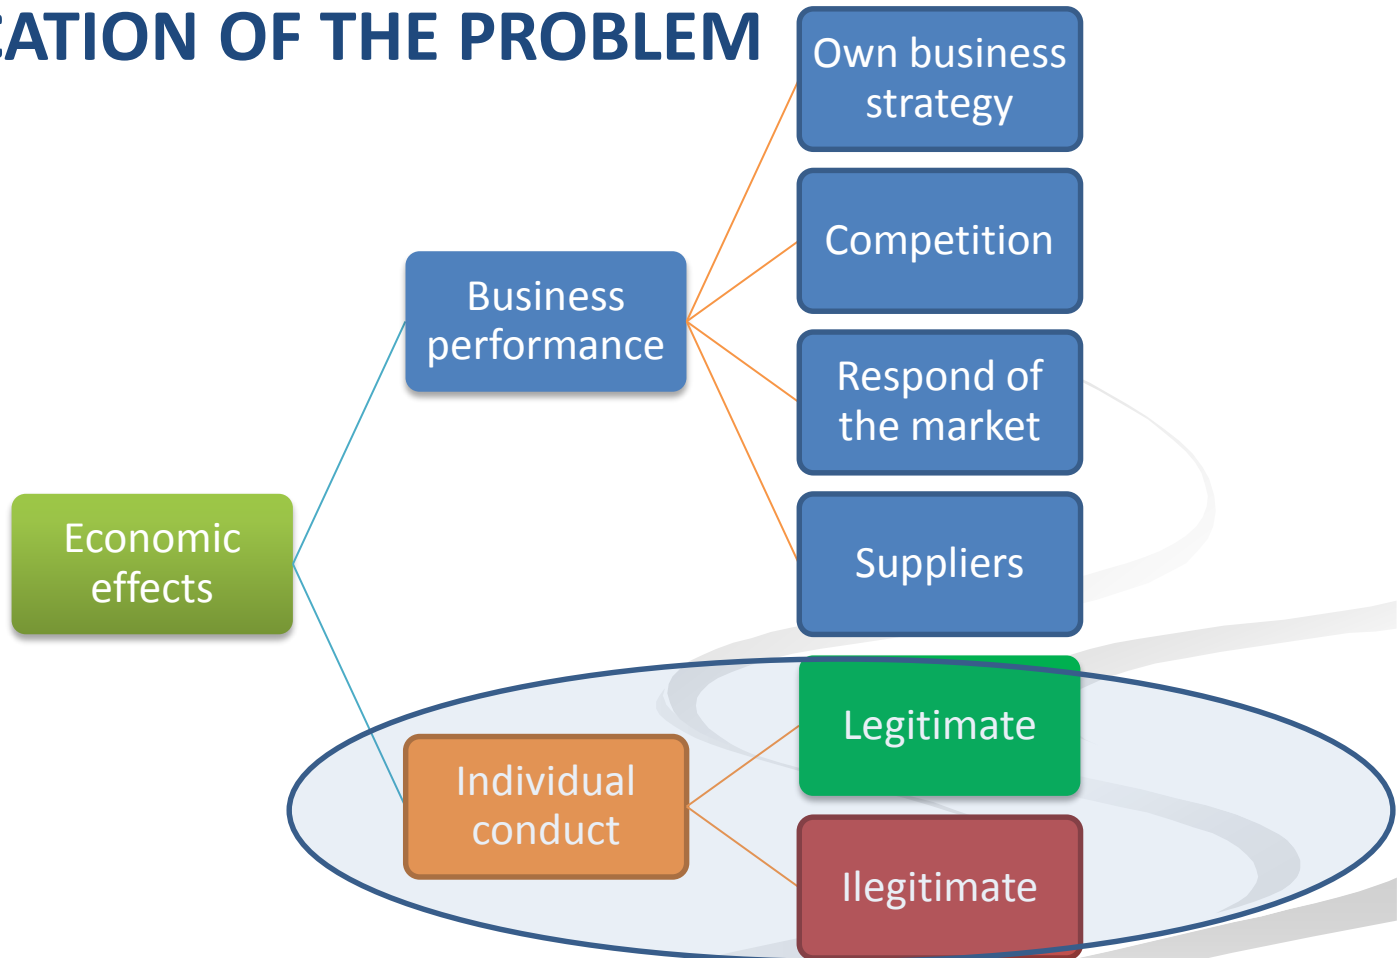 CATION OF THE PROBLEM
Own business
strategy
Competition
Business
performance
Respond of
the market
Economic
effects
Suppliers
Legitimate
Individual
conduct
Ilegitimate